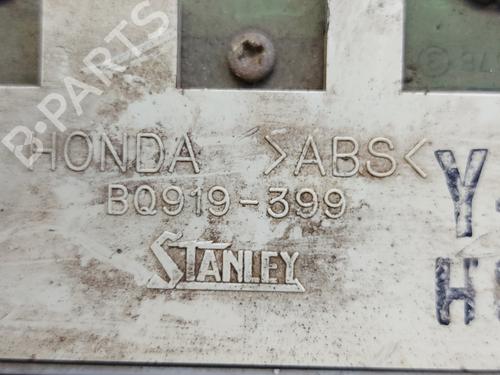 B-PARTS
HONDA >ABS<
BQ919-399
STANLEY
Y
H